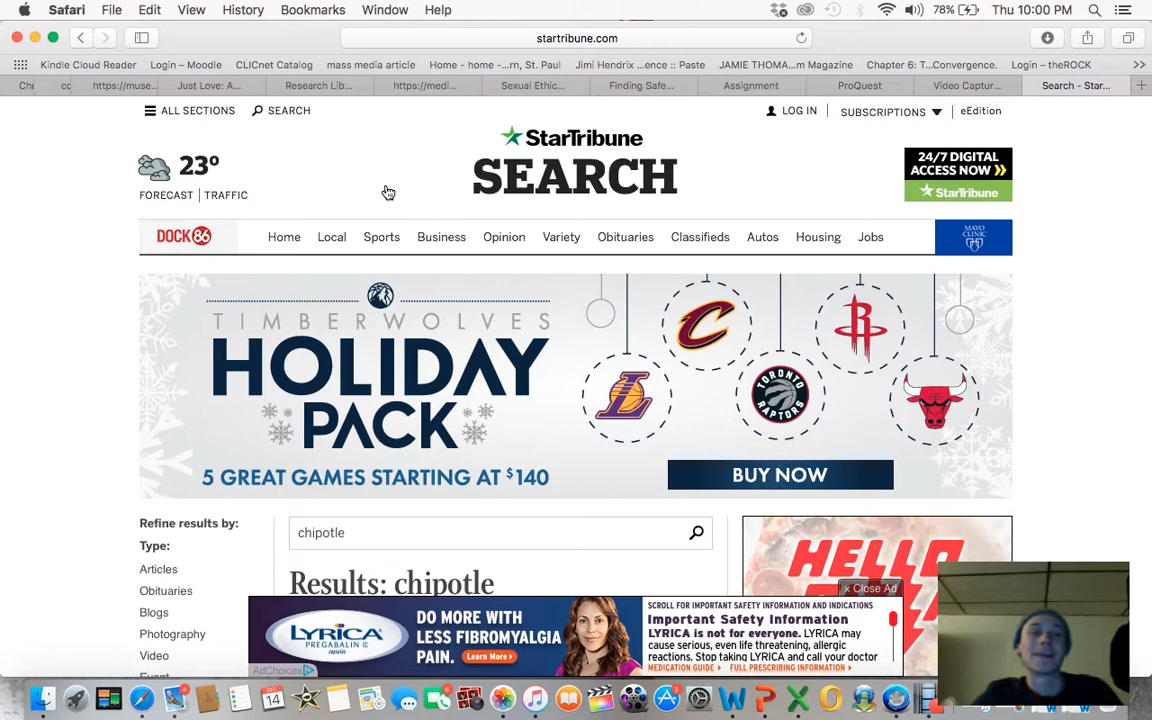 Safari File Edit View History Bookmarks Window Help 78% Thu 10:00 PM
startribune.com
Kindle Cloud Reader Login – Moodle CLICnet Catalog mass media article Home - home -...rn, St. Paul Jimi Hendrix ...ence :: Paste JAMIE THOMA...m Magazine Chapter 6: T...Convergence. Login – theROCK
https://muse... Just Love: A... Research Lib... https://medi... Sexual Ethic... Finding Safe... Assignment ProQuest Video Captur... Search - Star...
ALL SECTIONS SEARCH LOG IN SUBSCRIPTIONS eEdition
StarTribune
SEARCH
23°
FORECAST TRAFFIC
24/7 DIGITAL
ACCESS NOW
StarTribune
DOCK86 Home Local Sports Business Opinion Variety Obituaries Classifieds Autos Housing Jobs MAYO
CLINIC
TIMBERWOLVES
HOLIDAY
PACK
5 GREAT GAMES STARTING AT $140
TORONTO
RAPTORS
BUY NOW
Refine results by:
Type:
Articles
Obituaries
Blogs
Photography
Video
chipotle
Results: chipotle
HELLO
× Close Ad
LYRICA
PREGABALIN
DO MORE WITH
LESS FIBROMYALGIA
PAIN.
Learn More
AdChoices
SCROLL FOR IMPORTANT SAFETY INFORMATION AND INDICATIONS
Important Safety Information
LYRICA is not for everyone. LYRICA may
cause serious, even life threatening, allergic
reactions. Stop taking LYRICA and call your doctor
MEDICATION GUIDE FULL PRESCRIBING INFORMATION
14